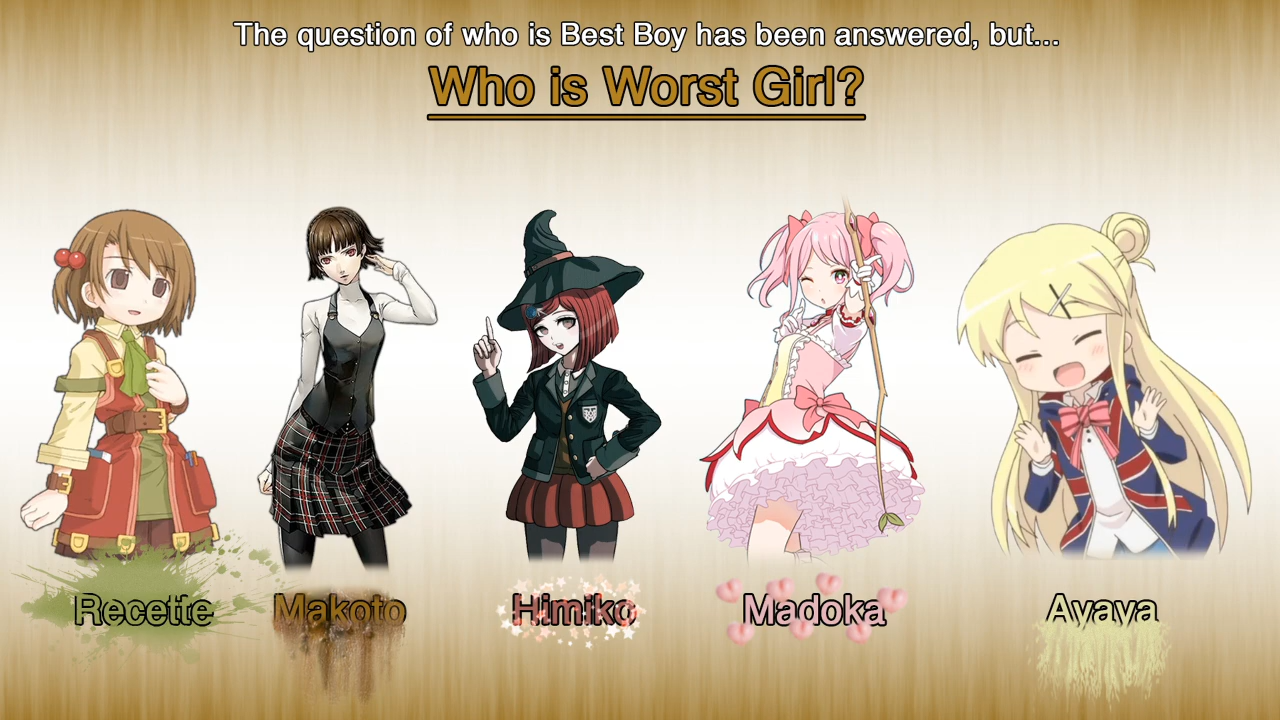 The question of who is Best Boy has been answered, but...
Who is Worst Girl?
Recette
Makoto
Himiko
Madoka
Ayaya